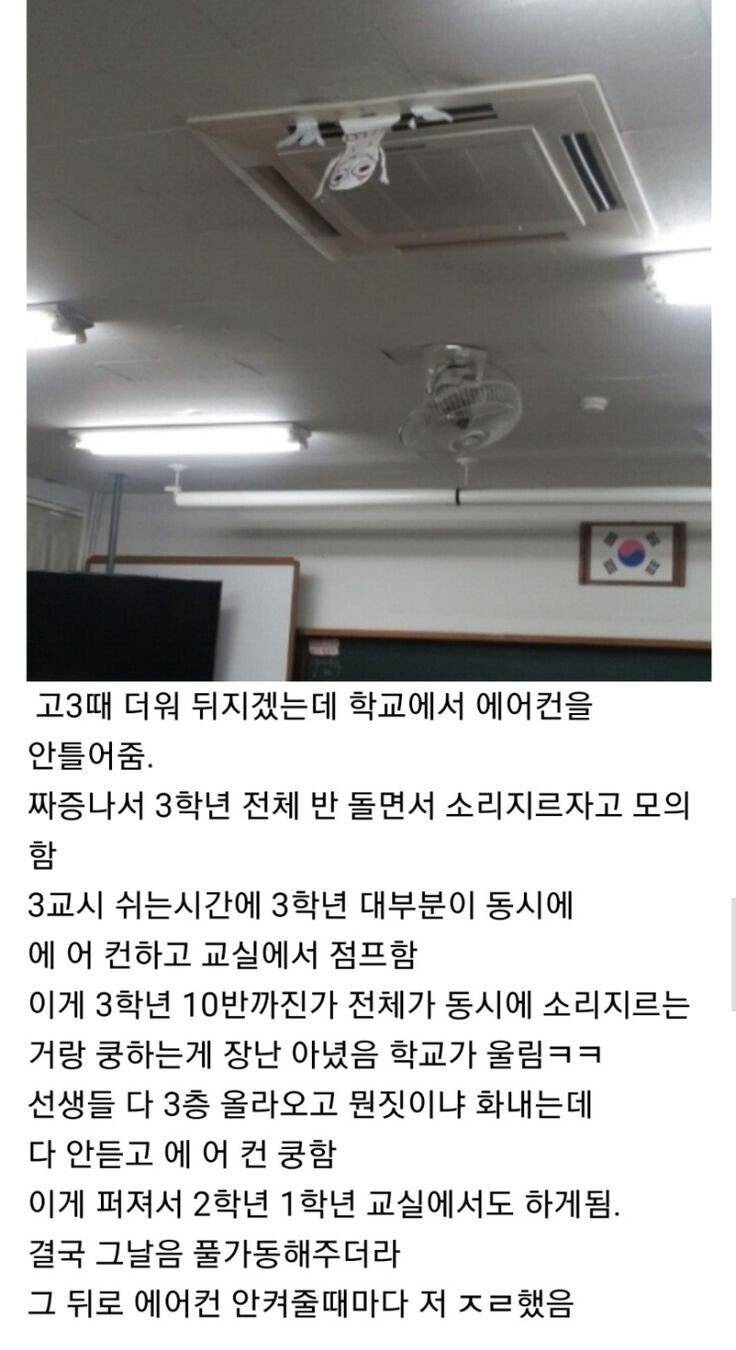 고3때 더워 뒤지겠는데 학교에서 에어컨을
안틀어줌.
짜증나서 3학년 전체 반 돌면서 소리지르자고 모의
함
3교시 쉬는시간에 3학년 대부분이 동시에
에 어 컨하고 교실에서 점프함
이게 3학년 10반까진가 전체가 동시에 소리지르는
거랑 쿵하는게 장난 아녔음 학교가 울림ㅋㅋ
선생들 다 3층 올라오고 뭔짓이냐 화내는데
다 안듣고 에 어 컨 쿵함
이게 퍼져서 2학년 1학년 교실에서도 하게됨.
결국 그날음 풀가동해주더라
그 뒤로 에어컨 안켜줄때마다 저 ㅈㄹ했음